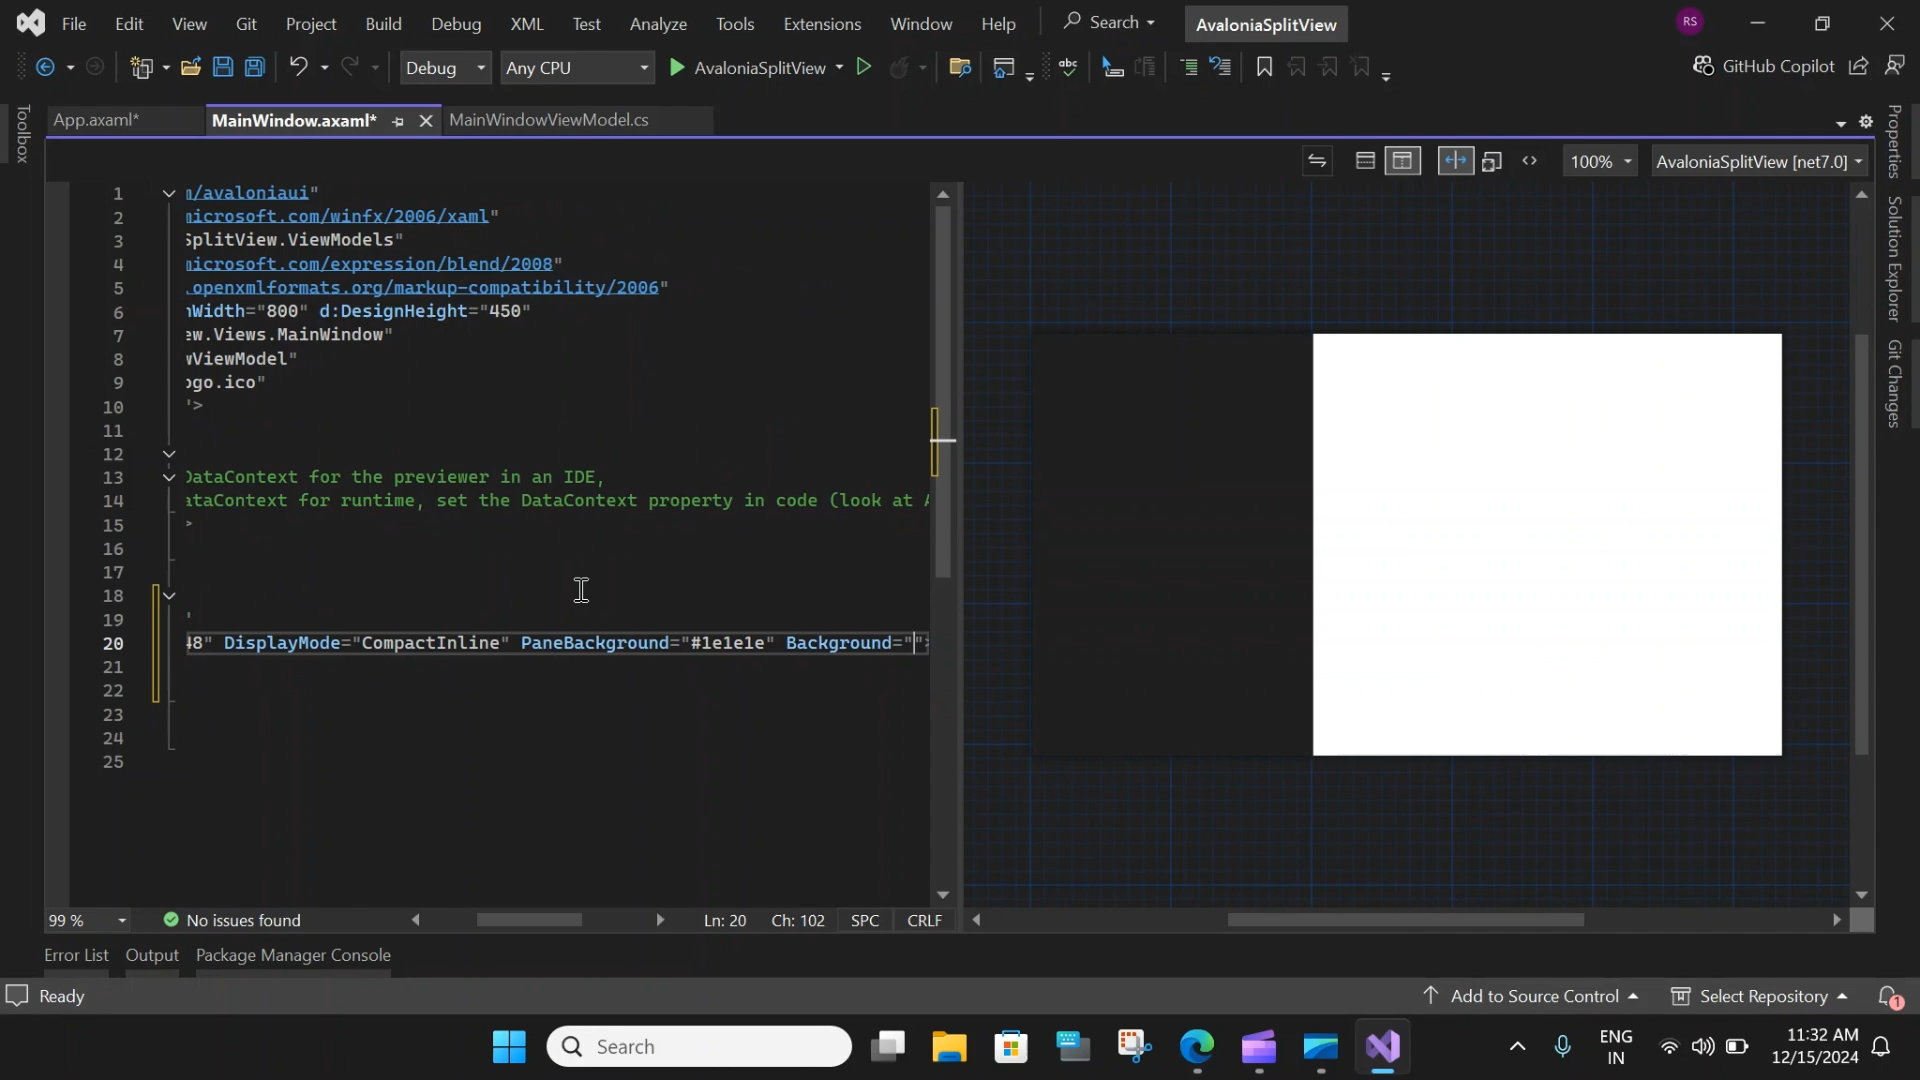 File Edit View Git Project Build Debug XML Test Analyze Tools Extensions Window Help Search AvaloniaSplitView RS
Debug Any CPU AvaloniaSplitView abc GitHub Copilot
App.axaml* MainWindow.axaml* MainWindowViewModel.cs
100% AvaloniaSplitView [net7.0]
Toolbox
Properties
Solution Explorer
Git Changes
1 /avaloniaui"
2 microsoft.com/winfx/2006/xaml"
3 SplitView.ViewModels"
4 microsoft.com/expression/blend/2008"
5 .openxmlformats.org/markup-compatibility/2006"
6 nWidth="800" d:DesignHeight="450"
7 ew.Views.MainWindow"
8 wViewModel"
9 ogo.ico"
10 ">
11
12
13 DataContext for the previewer in an IDE,
14 ataContext for runtime, set the DataContext property in code (look at A
15 >
16
17
18
19 "
20 48" DisplayMode="CompactInline" PaneBackground="#1e1e1e" Background="">
21
22
23
24
25
99 % No issues found Ln: 20 Ch: 102 SPC CRLF
Error List Output Package Manager Console
Ready Add to Source Control Select Repository 1
Search ENG IN 11:32 AM 12/15/2024